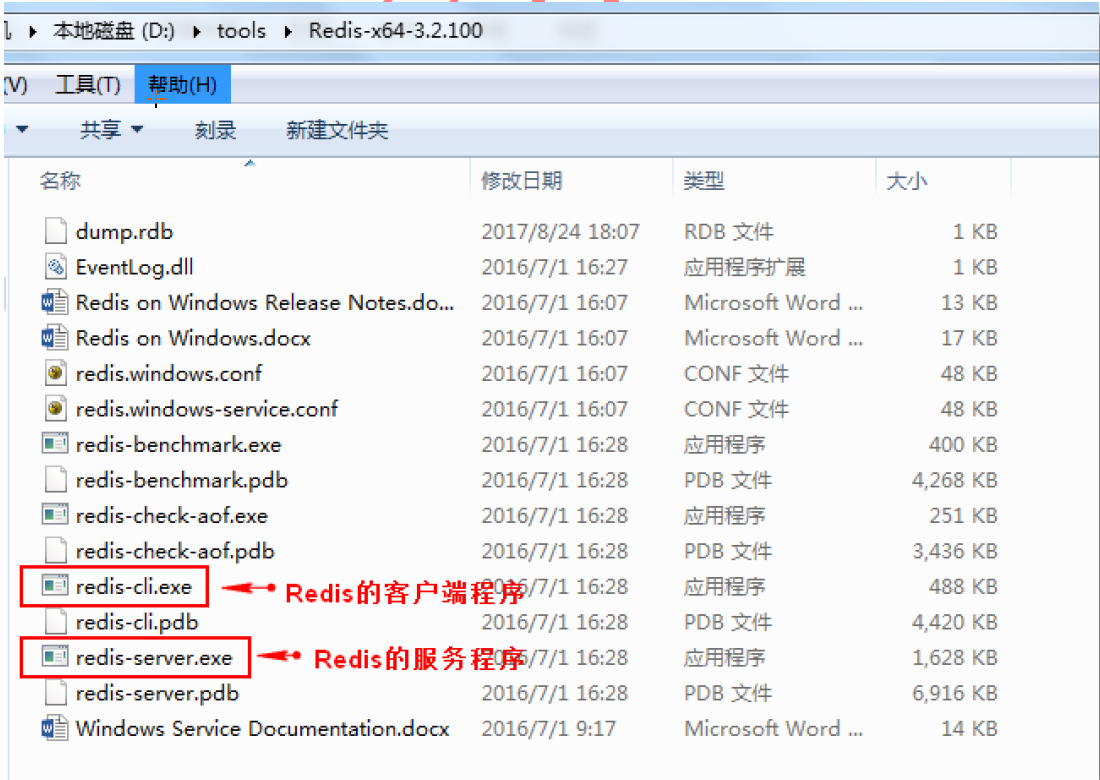 本地磁盘 (D:) ▸ tools ▸ Redis-x64-3.2.100
(V) 工具(T) 帮助(H)
共享 刻录 新建文件夹
名称 修改日期 类型 大小
dump.rdb 2017/8/24 18:07 RDB 文件 1 KB
EventLog.dll 2016/7/1 16:27 应用程序扩展 1 KB
Redis on Windows Release Notes.do... 2016/7/1 16:07 Microsoft Word ... 13 KB
Redis on Windows.docx 2016/7/1 16:07 Microsoft Word ... 17 KB
redis.windows.conf 2016/7/1 16:07 CONF 文件 48 KB
redis.windows-service.conf 2016/7/1 16:07 CONF 文件 48 KB
redis-benchmark.exe 2016/7/1 16:28 应用程序 400 KB
redis-benchmark.pdb 2016/7/1 16:28 PDB 文件 4,268 KB
redis-check-aof.exe 2016/7/1 16:28 应用程序 251 KB
redis-check-aof.pdb 2016/7/1 16:28 PDB 文件 3,436 KB
redis-cli.exe Redis的客户端程序 2016/7/1 16:28 应用程序 488 KB
redis-cli.pdb 2016/7/1 16:28 PDB 文件 4,420 KB
redis-server.exe Redis的服务程序 2016/7/1 16:28 应用程序 1,628 KB
redis-server.pdb 2016/7/1 16:28 PDB 文件 6,916 KB
Windows Service Documentation.docx 2016/7/1 9:17 Microsoft Word ... 14 KB